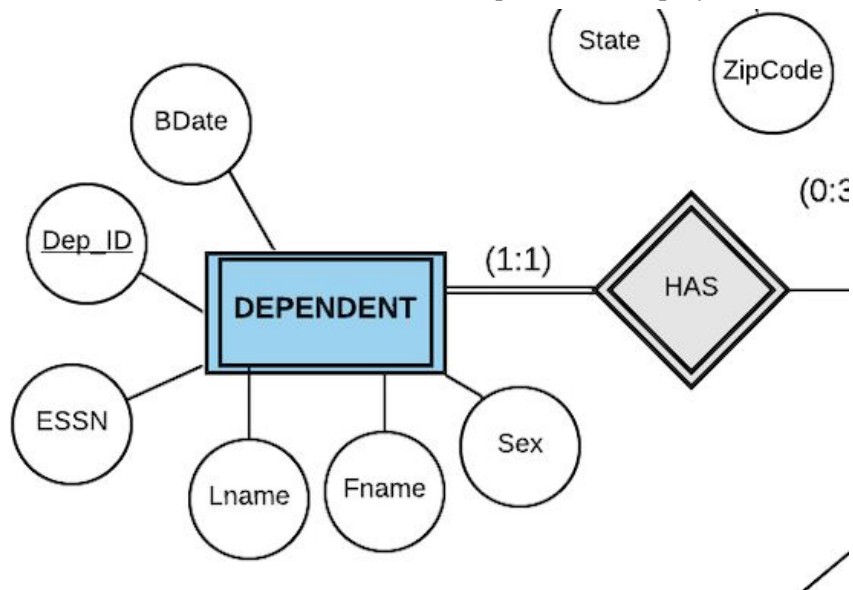 State
ZipCode
BDate
(0:3
Dep_ID
(1:1)
HAS
DEPENDENT
ESSN
Sex
Lname
Fname